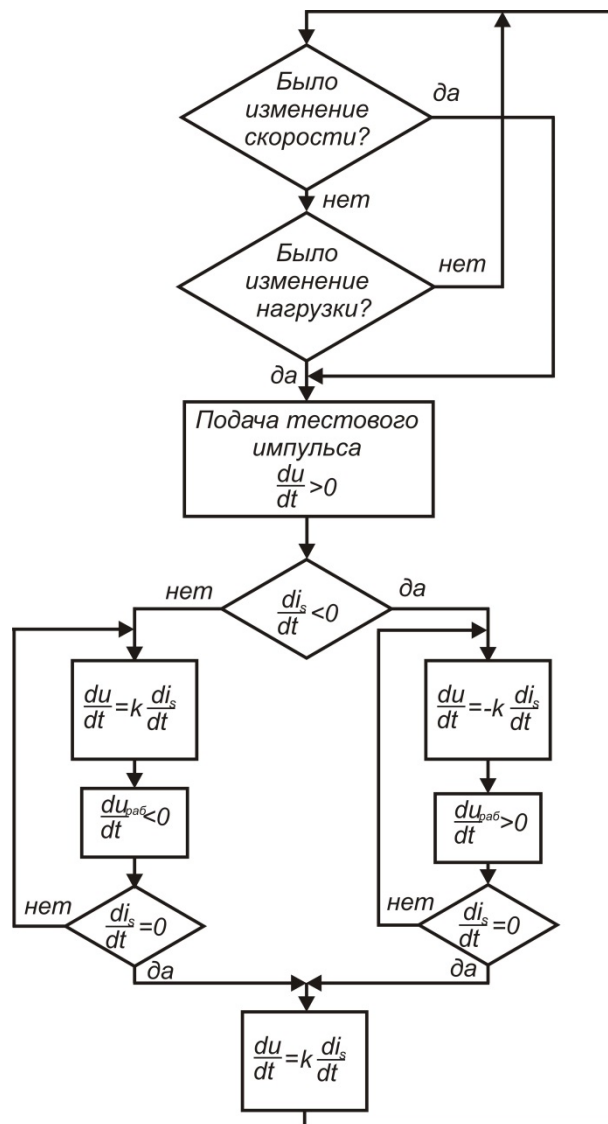 Было
изменение
скорости?
да
нет
Было
изменение
нагрузки?
нет
да
Подача тестового
импульса
du/dt >0
нет
di_s/dt <0
да
du/dt =k di_s/dt
du/dt =-k di_s/dt
du_раб/dt <0
du_раб/dt >0
нет
di_s/dt =0
да
нет
di_s/dt =0
да
du/dt =k di_s/dt